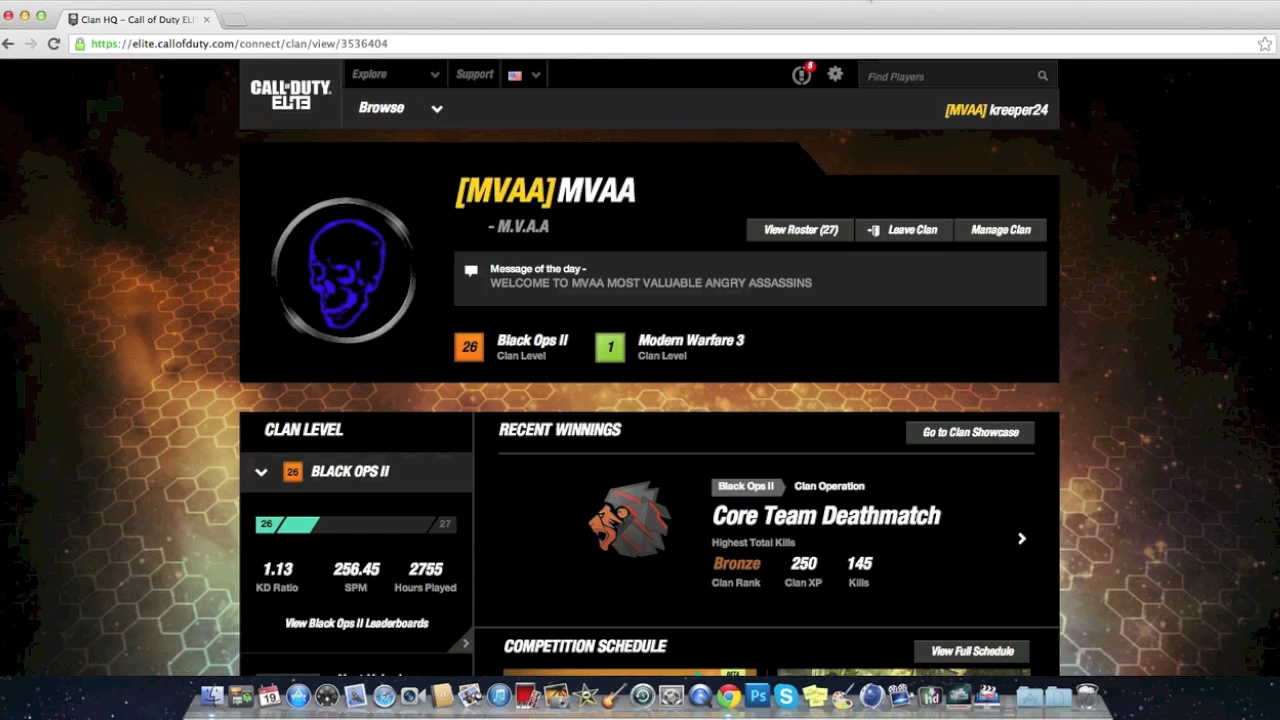 Clan HQ - Call of Duty ELI
https://elite.callofduty.com/connect/clan/view/3536404
CALL OF DUTY.
ELITE
Explore
Support
8
Find Players
Browse
[MVAA] kreeper24
[MVAA] MVAA
- M.V.A.A
View Roster (27)
Leave Clan
Manage Clan
Message of the day -
WELCOME TO MVAA MOST VALUABLE ANGRY ASSASSINS
26
Black Ops II
Clan Level
1
Modern Warfare 3
Clan Level
CLAN LEVEL
26 BLACK OPS II
26
27
1.13
256.45
2755
KD Ratio
SPM
Hours Played
View Black Ops II Leaderboards
RECENT WINNINGS
Go to Clan Showcase
Black Ops II
Clan Operation
Core Team Deathmatch
Highest Total Kills
Bronze
250
145
Clan Rank
Clan XP
Kills
COMPETITION SCHEDULE
View Full Schedule
BETA
19
Ps